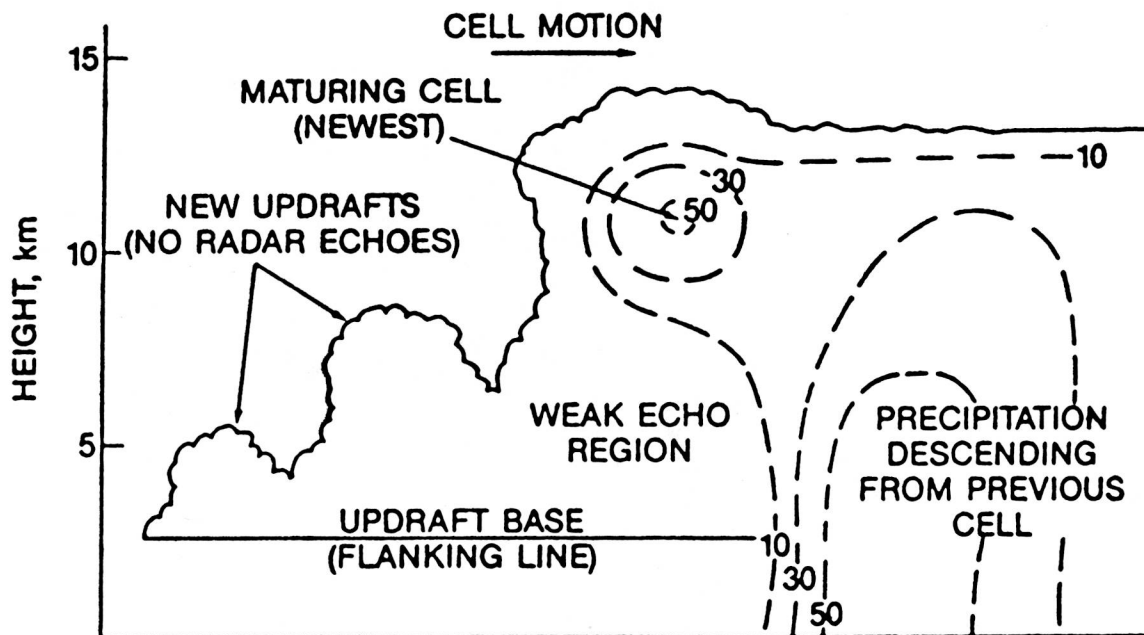 CELL MOTION
15
MATURING CELL
(NEWEST)
10
30
50
NEW UPDRAFTS
(NO RADAR ECHOES)
10
HEIGHT, km
5
WEAK ECHO
REGION
PRECIPITATION
DESCENDING
FROM PREVIOUS
CELL
UPDRAFT BASE
(FLANKING LINE)
10
30
50